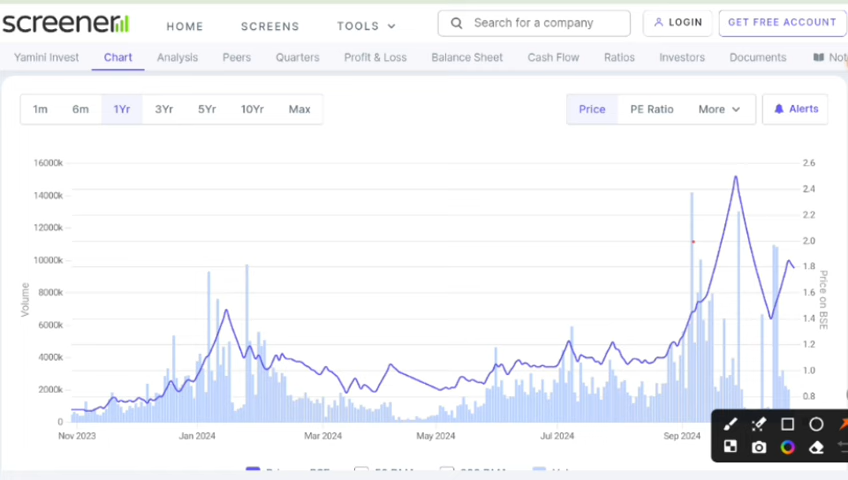 screener
HOME
SCREENS
TOOLS
Search for a company
LOGIN
GET FREE ACCOUNT
Yamini Invest
Chart
Analysis
Peers
Quarters
Profit & Loss
Balance Sheet
Cash Flow
Ratios
Investors
Documents
1m
6m
1Yr
3Yr
5Yr
10Yr
Max
Price
PE Ratio
More
Alerts
16000k
14000k
12000k
10000k
8000k
6000k
4000k
2000k
0
Volume
2.6
2.4
2.2
2.0
1.8
1.6
1.4
1.2
1.0
0.8
Price on BSE
Nov 2023
Jan 2024
Mar 2024
May 2024
Jul 2024
Sep 2024